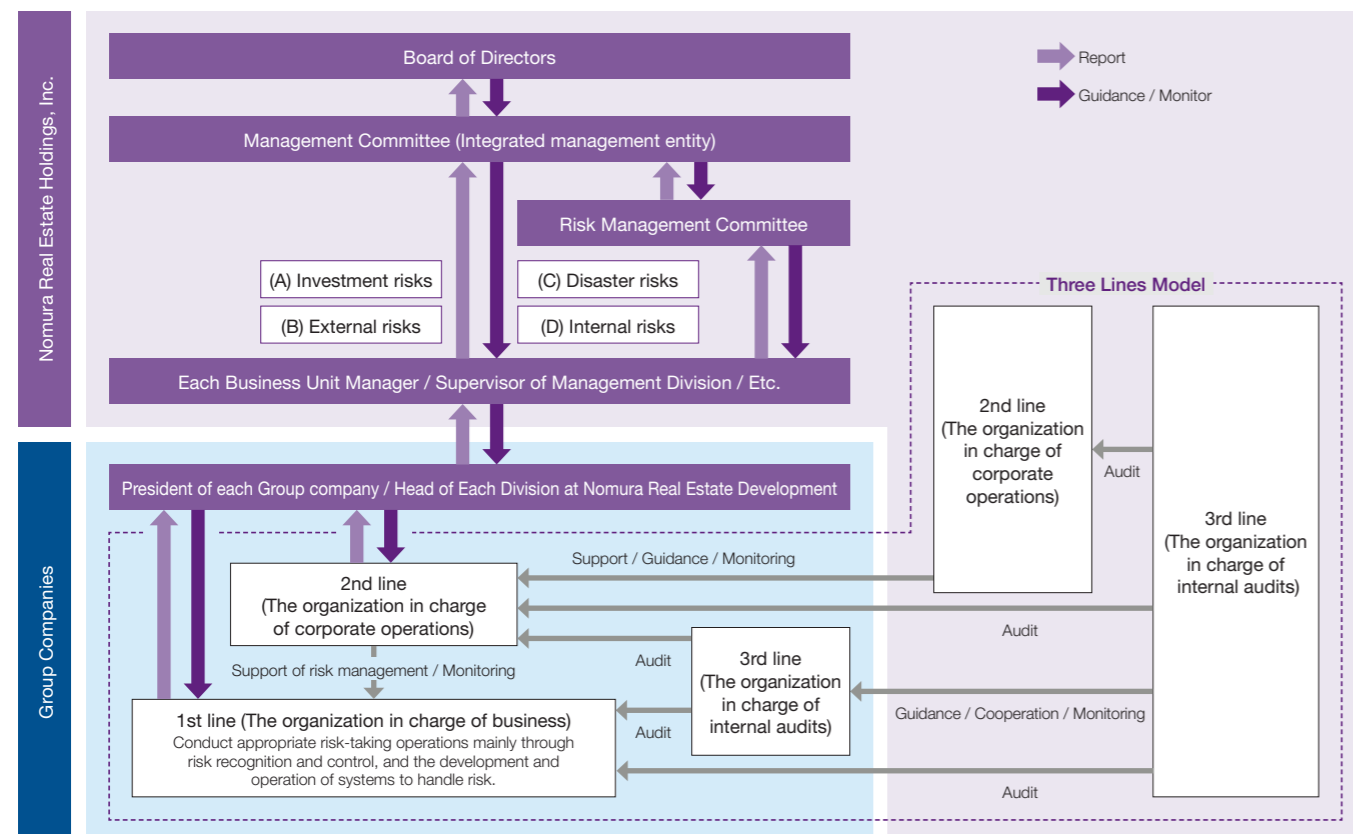 Nomura Real Estate Holdings, Inc.
Board of Directors
Report
Guidance / Monitor
Management Committee (Integrated management entity)
Risk Management Committee
(A) Investment risks
(C) Disaster risks
(B) External risks
(D) Internal risks
Each Business Unit Manager / Supervisor of Management Division / Etc.
Three Lines Model
2nd line
(The organization
in charge of
corporate
operations)
Audit
3rd line
(The organization
in charge of
internal audits)
Group Companies
President of each Group company / Head of Each Division at Nomura Real Estate Development
Support / Guidance / Monitoring
2nd line
(The organization in charge
of corporate operations)
Audit
Audit
Support of risk management / Monitoring
3rd line
(The organization
in charge of
internal audits)
Guidance / Cooperation / Monitoring
1st line (The organization in charge of business)
Conduct appropriate risk-taking operations mainly through
risk recognition and control, and the development and
operation of systems to handle risk.
Audit
Audit